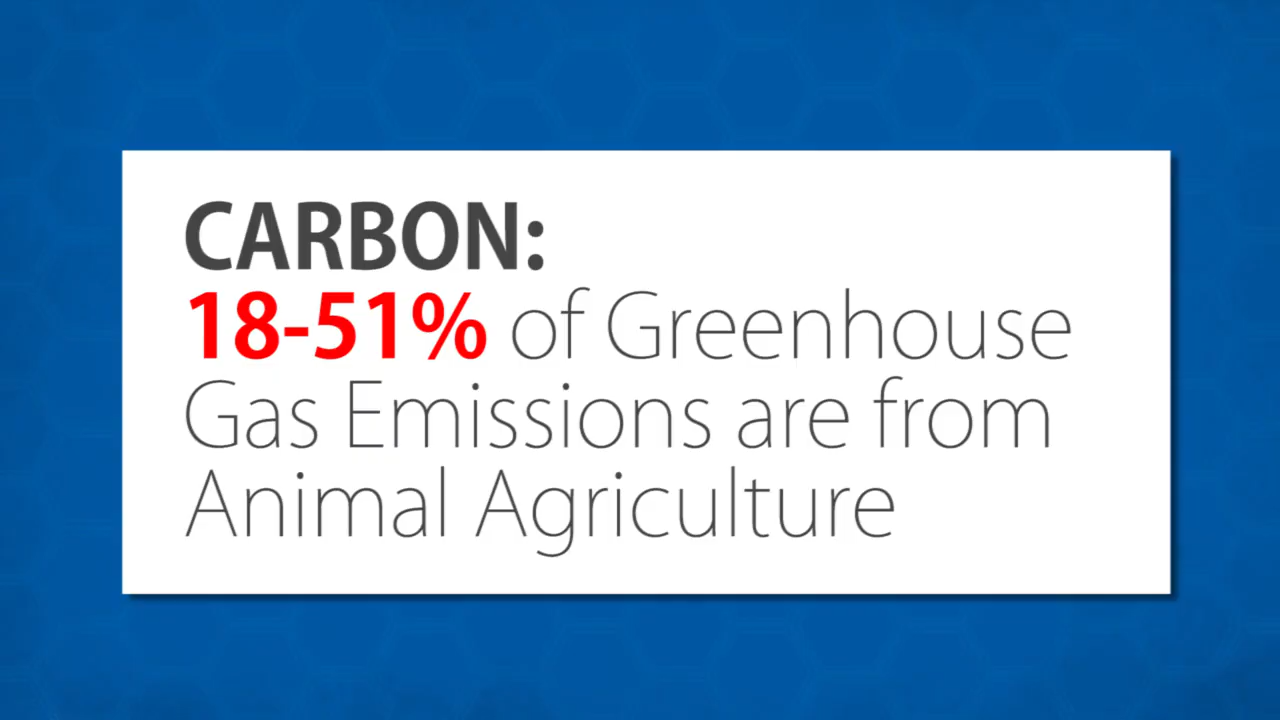 CARBON:
18-51% of Greenhouse
Gas Emissions are from
Animal Agriculture